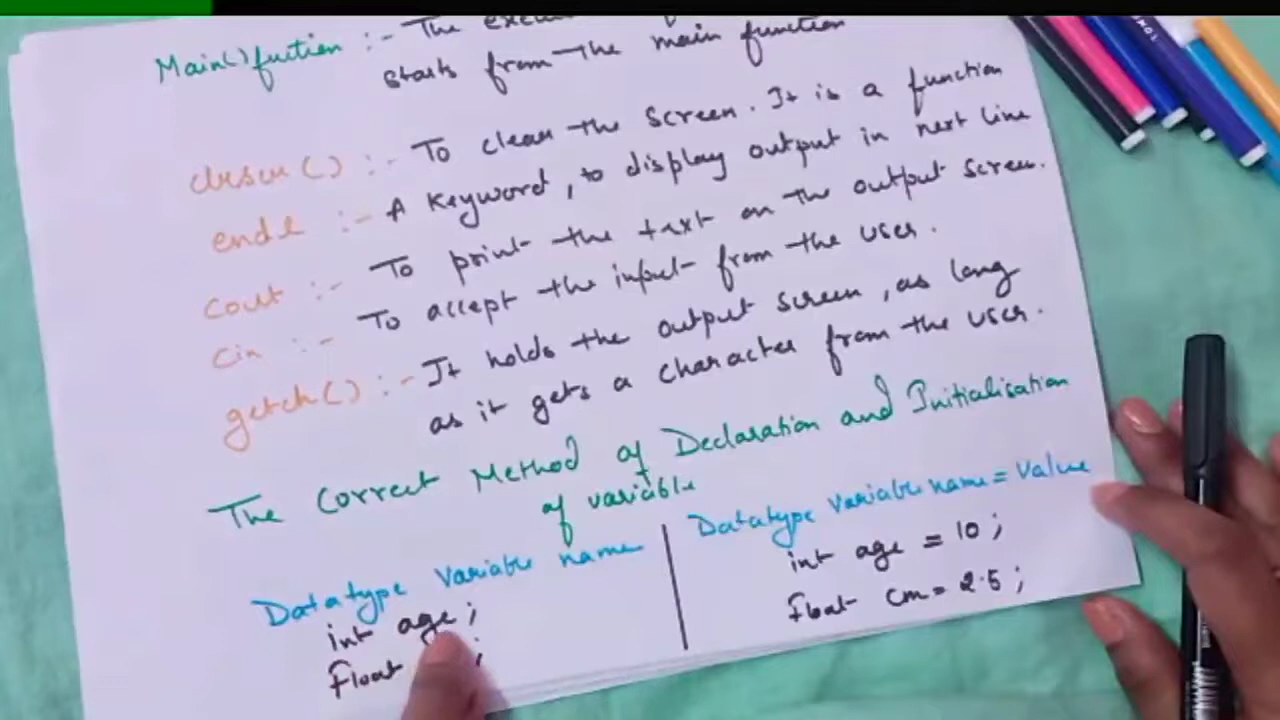 Main() fuction :- The
starts from the main function
clrscr() :- To clean the screen. It is a function
endl :- A keyword, to display output in next line
cout :- To print the text on the output screen.
cin :- To accept the input from the user.
getch() :- It holds the output screen, as long
as it gets a character from the user.
The Correct Method of Declaration and Initialisation
of variable
Datatype variable name
int age;
float ;
Datatype variable name = value
int age = 10;
float cm = 2.5;